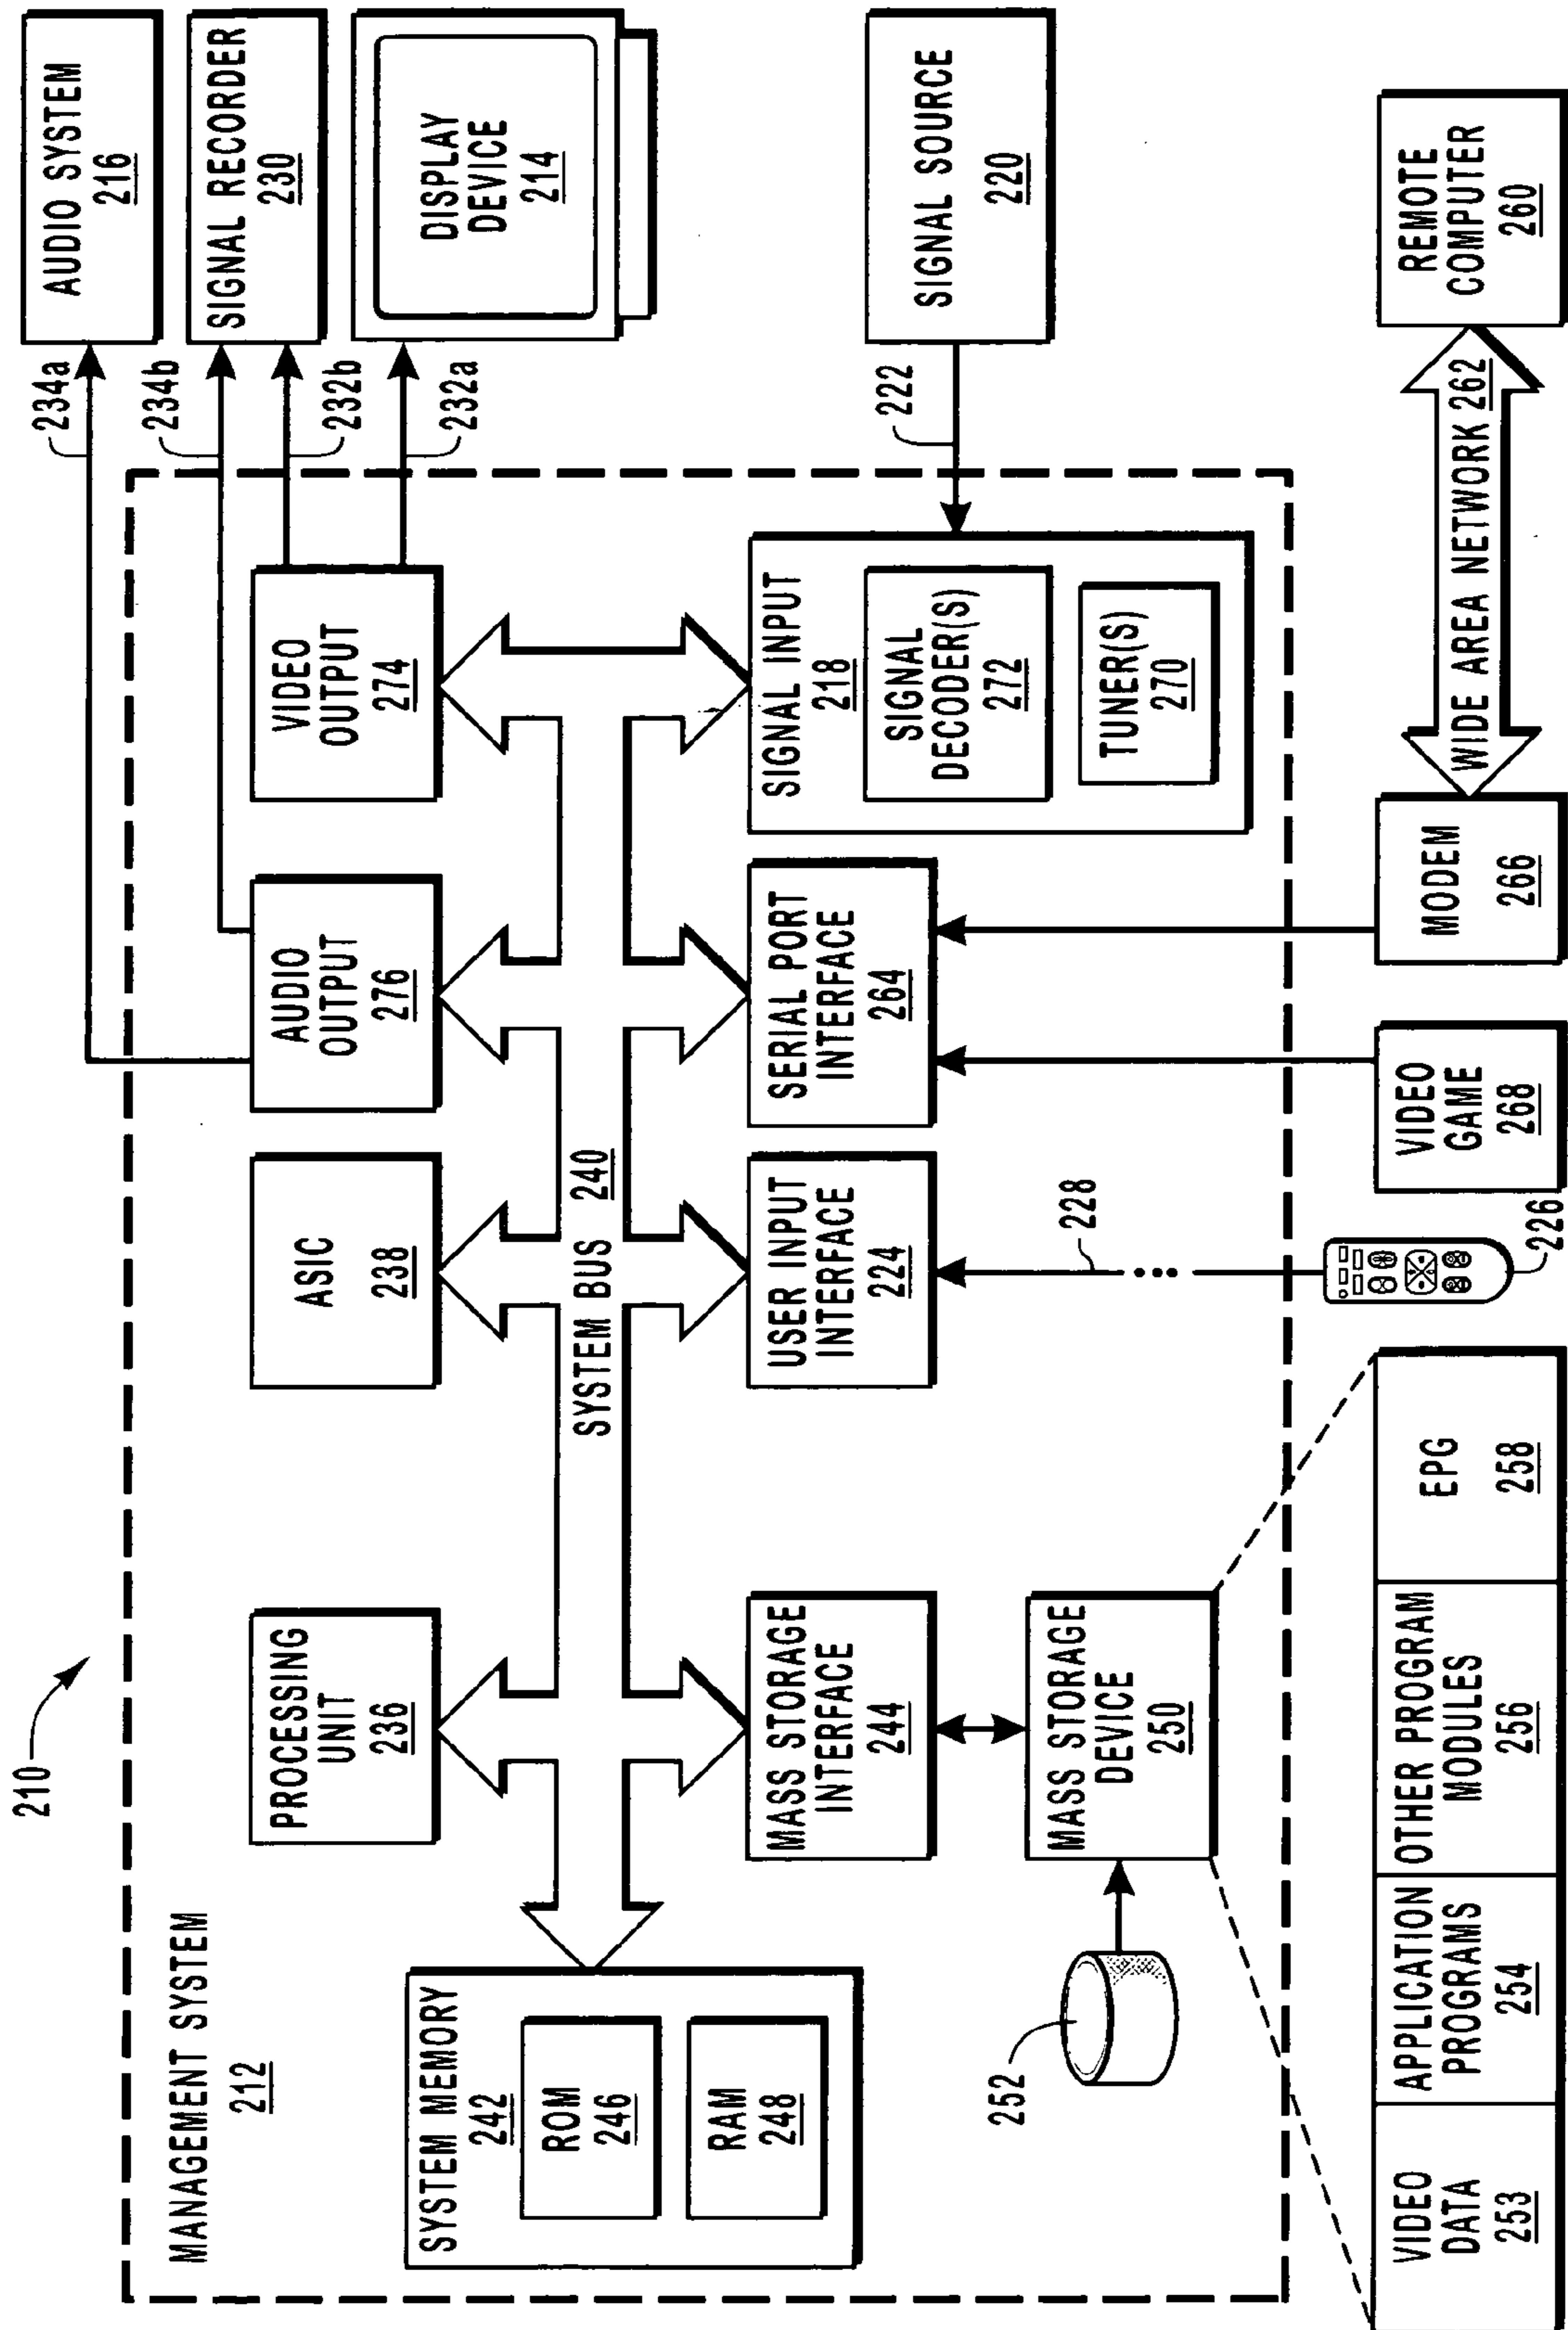 210
MANAGEMENT SYSTEM
212
SYSTEM MEMORY
242
ROM
246
RAM
248
PROCESSING
UNIT
236
ASIC
238
AUDIO
OUTPUT
276
VIDEO
OUTPUT
274
234a
234b
232b
232a
AUDIO SYSTEM
216
SIGNAL RECORDER
230
DISPLAY
DEVICE
214
SYSTEM BUS 240
MASS STORAGE
INTERFACE
244
USER INPUT
INTERFACE
224
SERIAL PORT
INTERFACE
264
SIGNAL INPUT
218
SIGNAL
DECODER(S)
272
TUNER(S)
270
222
SIGNAL SOURCE
220
252
MASS STORAGE
DEVICE
250
228
226
VIDEO
DATA
253
APPLICATION
PROGRAMS
254
OTHER PROGRAM
MODULES
256
EPG
258
VIDEO
GAME
268
MODEM
266
WIDE AREA NETWORK 262
REMOTE
COMPUTER
260